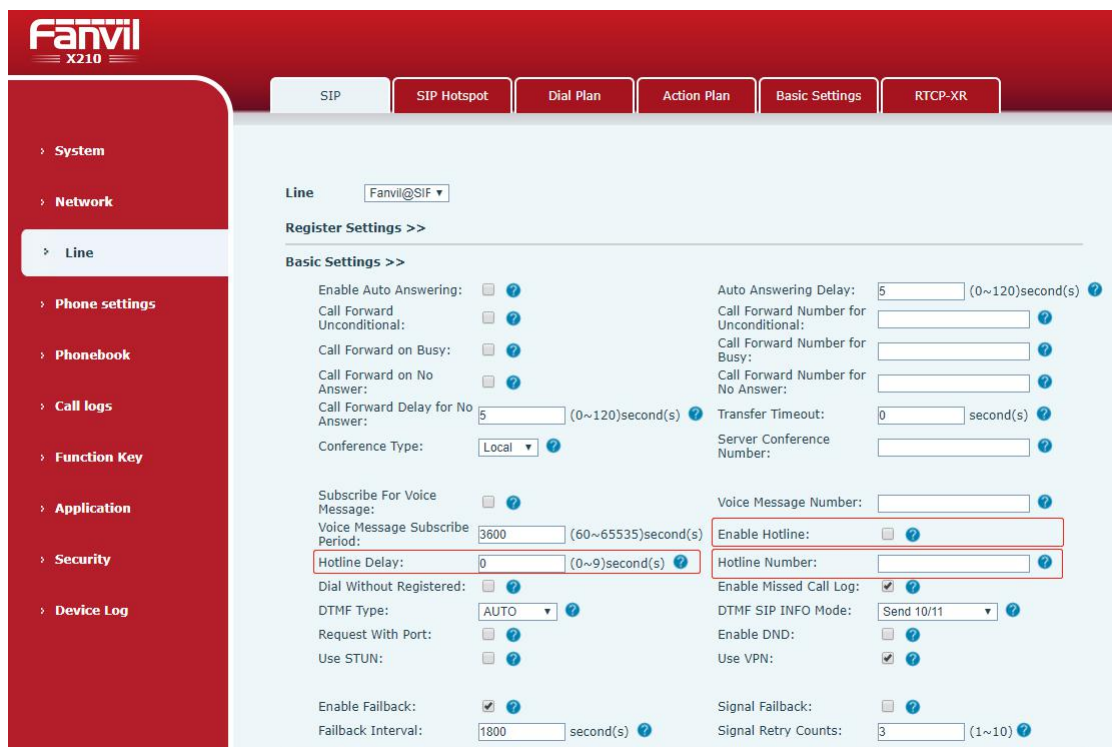 Fanvil
X210
SIP
SIP Hotspot
Dial Plan
Action Plan
Basic Settings
RTCP-XR
System
Network
Line
Phone settings
Phonebook
Call logs
Function Key
Application
Security
Device Log
Line Fanvil@SIF
Register Settings >>
Basic Settings >>
Enable Auto Answering: ? Auto Answering Delay: 5 (0~120)second(s) ?
Call Forward
Unconditional: ? Call Forward Number for
Unconditional: ?
Call Forward on Busy: ? Call Forward Number for
Busy: ?
Call Forward on No
Answer: ? Call Forward Number for
No Answer: ?
Call Forward Delay for No
Answer: 5 (0~120)second(s) ? Transfer Timeout: 0 second(s) ?
Conference Type: Local ? Server Conference
Number: ?
Subscribe For Voice
Message: ? Voice Message Number: ?
Voice Message Subscribe
Period: 3600 (60~65535)second(s) Enable Hotline: ?
Hotline Delay: 0 (0~9)second(s) ? Hotline Number: ?
Dial Without Registered: ? Enable Missed Call Log: ?
DTMF Type: AUTO ? DTMF SIP INFO Mode: Send 10/11 ?
Request With Port: ? Enable DND: ?
Use STUN: ? Use VPN: ?
Enable Failback: ? Signal Failback: ?
Failback Interval: 1800 second(s) ? Signal Retry Counts: 3 (1~10) ?